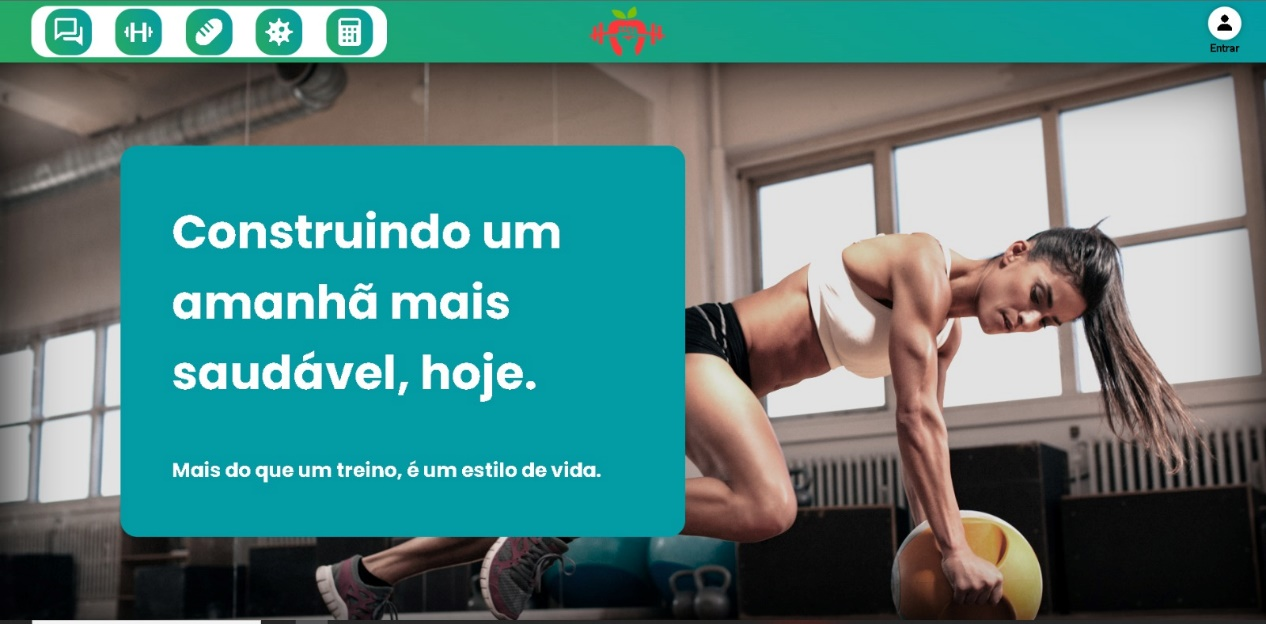 Entrar
Construindo um
amanhã mais
saudável, hoje.
Mais do que um treino, é um estilo de vida.